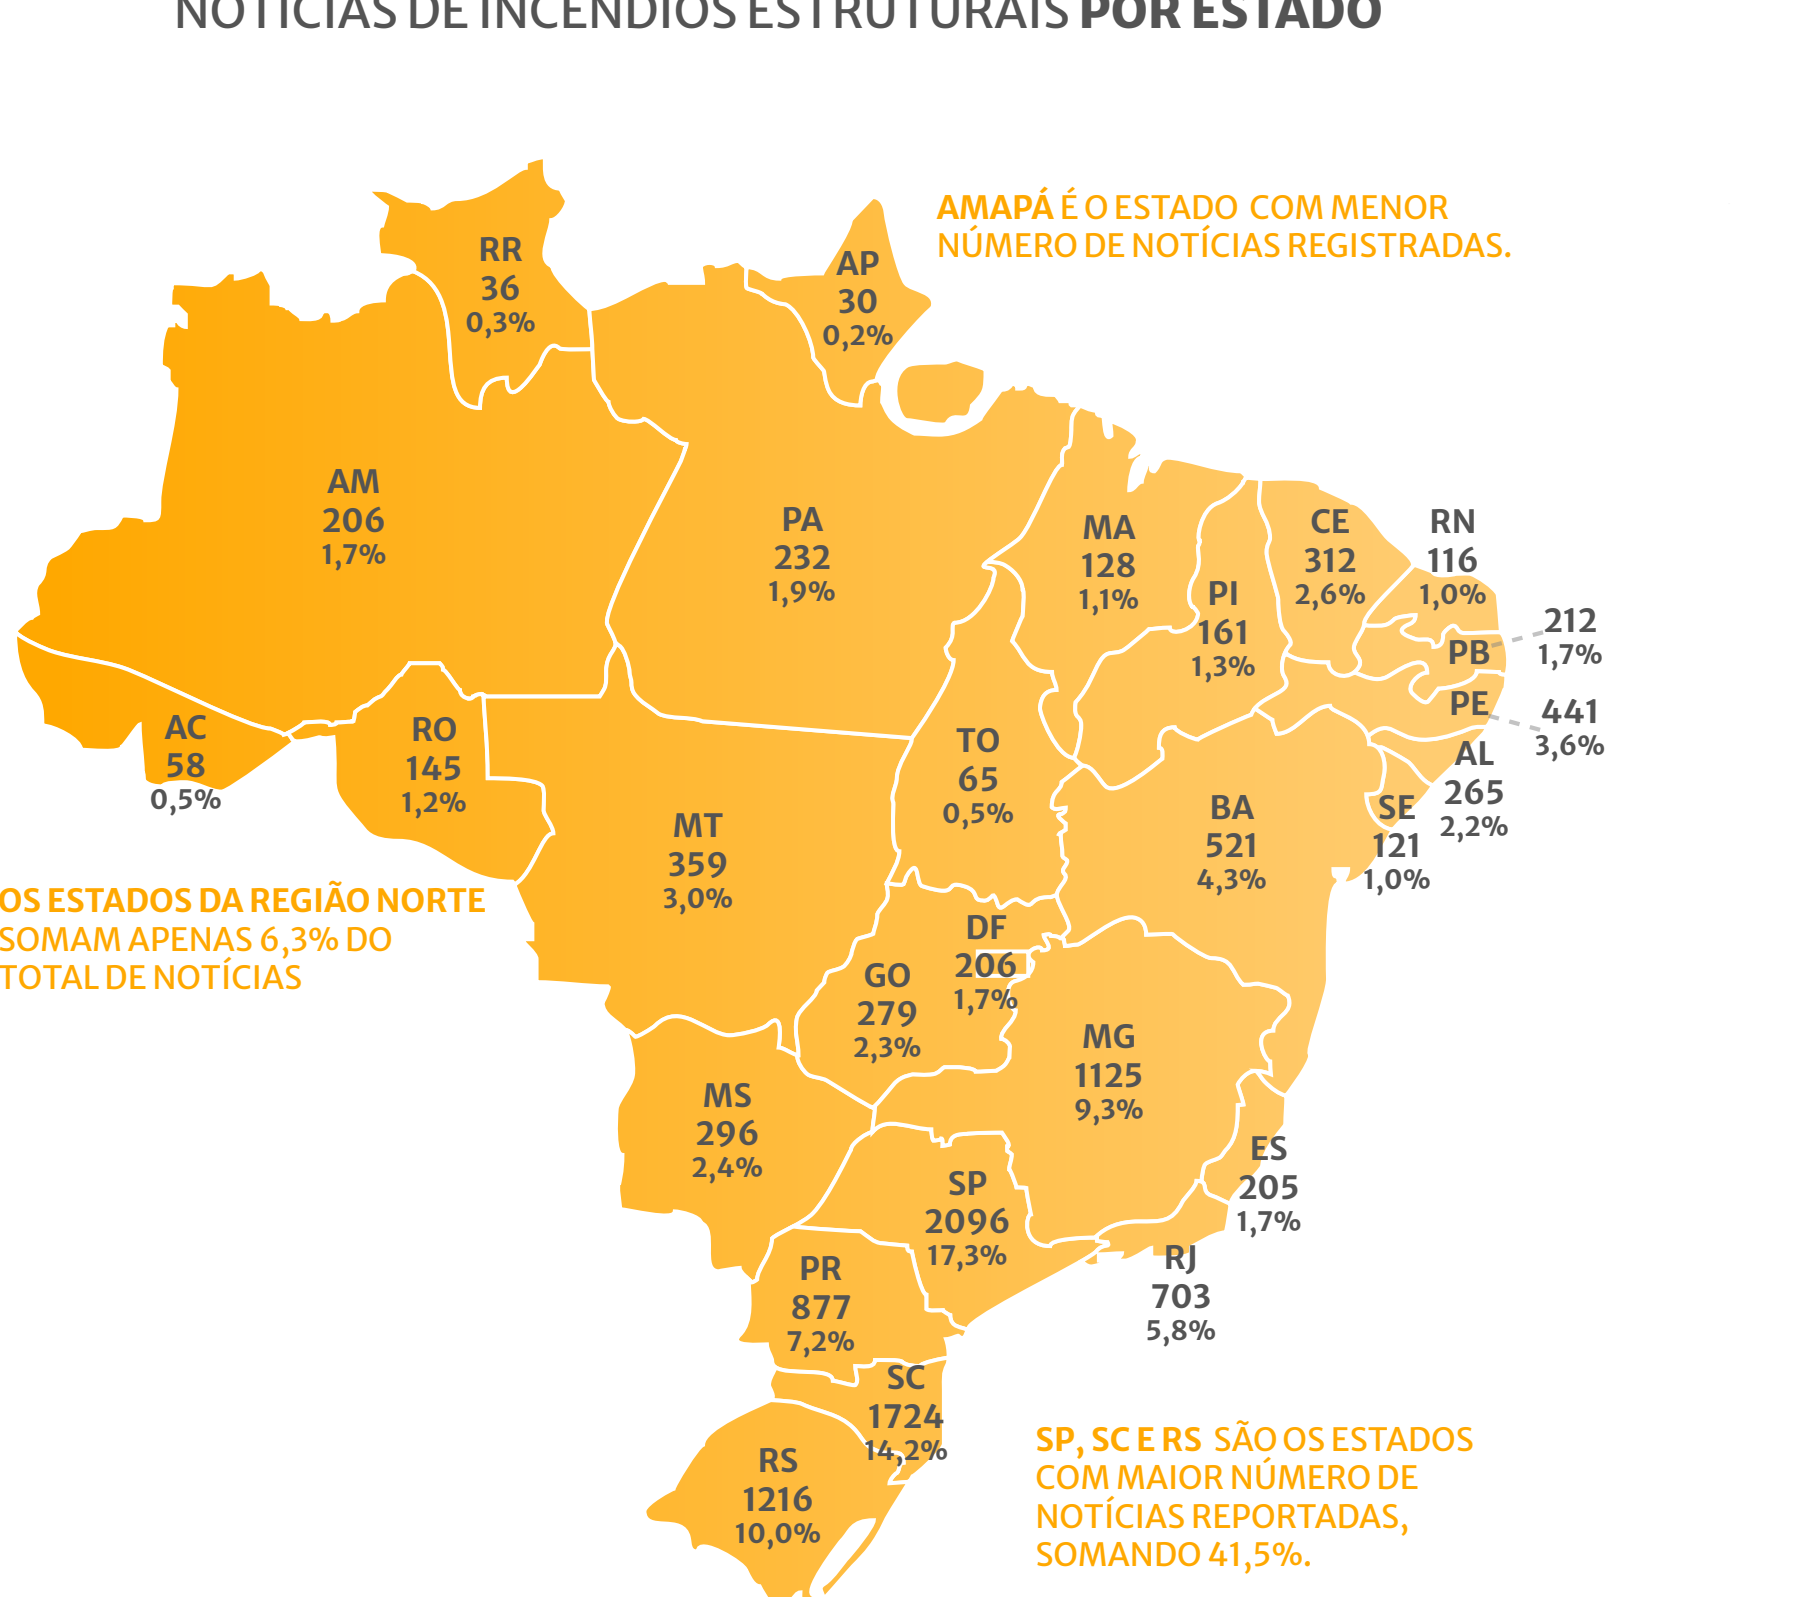 NOTÍCIAS DE INCÊNDIOS ESTRUTURAIS POR ESTADO
AMAPÁ É O ESTADO COM MENOR
NÚMERO DE NOTÍCIAS REGISTRADAS.
RR
36
0,3%
AP
30
0,2%
AM
206
1,7%
PA
232
1,9%
MA
128
1,1%
PI
161
1,3%
CE
312
2,6%
RN
116
1,0%
PB
212
1,7%
PE
441
3,6%
AL
265
2,2%
SE
121
1,0%
AC
58
0,5%
RO
145
1,2%
TO
65
0,5%
MT
359
3,0%
BA
521
4,3%
OS ESTADOS DA REGIÃO NORTE
SOMAM APENAS 6,3% DO
TOTAL DE NOTÍCIAS
DF
206
1,7%
GO
279
2,3%
MG
1125
9,3%
MS
296
2,4%
ES
205
1,7%
SP
2096
17,3%
RJ
703
5,8%
PR
877
7,2%
SC
1724
14,2%
RS
1216
10,0%
SP, SC E RS SÃO OS ESTADOS
COM MAIOR NÚMERO DE
NOTÍCIAS REPORTADAS,
SOMANDO 41,5%.